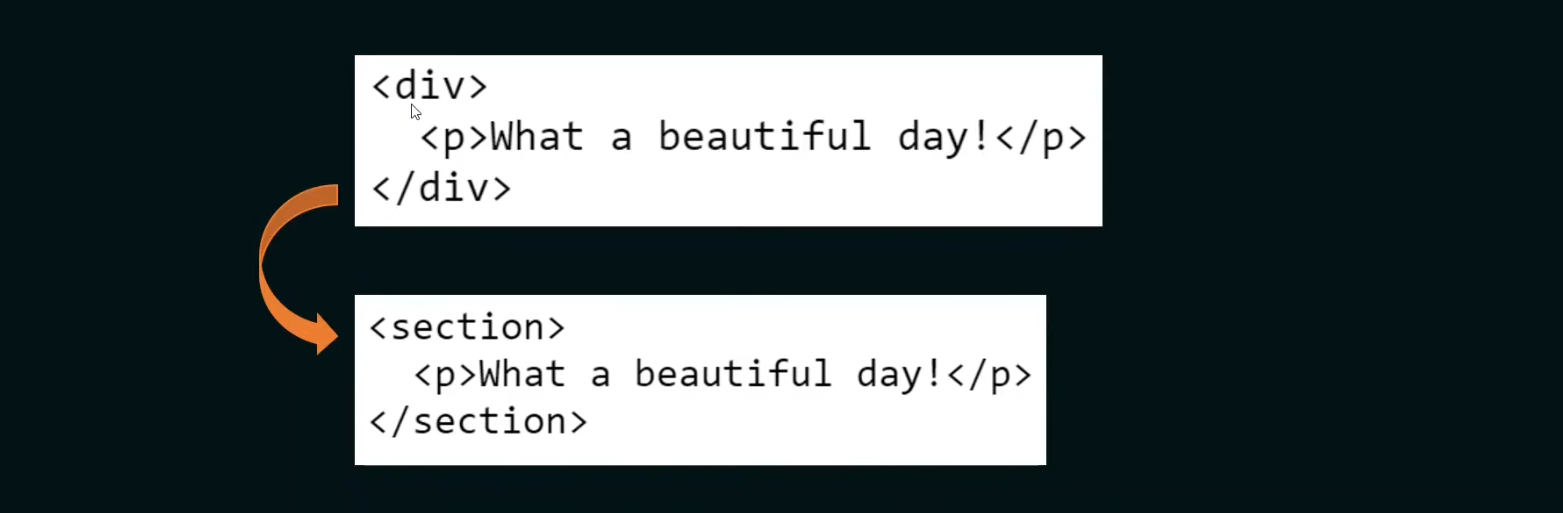 <div>
<p>What a beautiful day!</p>
</div>
<section>
<p>What a beautiful day!</p>
</section>